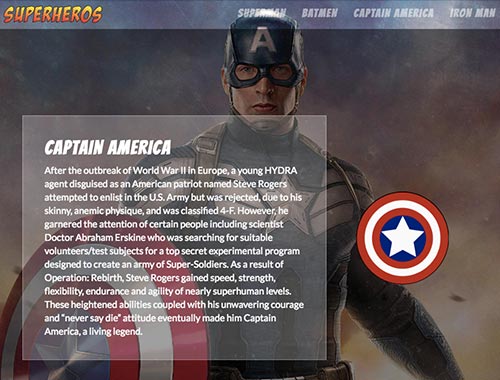 SUPERHEROS
SUPERMAN BATMEN CAPTAIN AMERICA IRON MAN
A
CAPTAIN AMERICA
After the outbreak of World War II in Europe, a young HYDRA
agent disguised as an American patriot named Steve Rogers
attempted to enlist in the U.S. Army but was rejected, due to his
skinny, anemic physique, and was classified 4-F. However, he
garnered the attention of certain people including scientist
Doctor Abraham Erskine who was searching for suitable
volunteers/test subjects for a top secret experimental program
designed to create an army of Super-Soldiers. As a result of
Operation: Rebirth, Steve Rogers gained speed, strength,
flexibility, endurance and agility of nearly superhuman levels.
These heightened abilities coupled with his unwavering courage
and "never say die" attitude eventually made him Captain
America, a living legend.